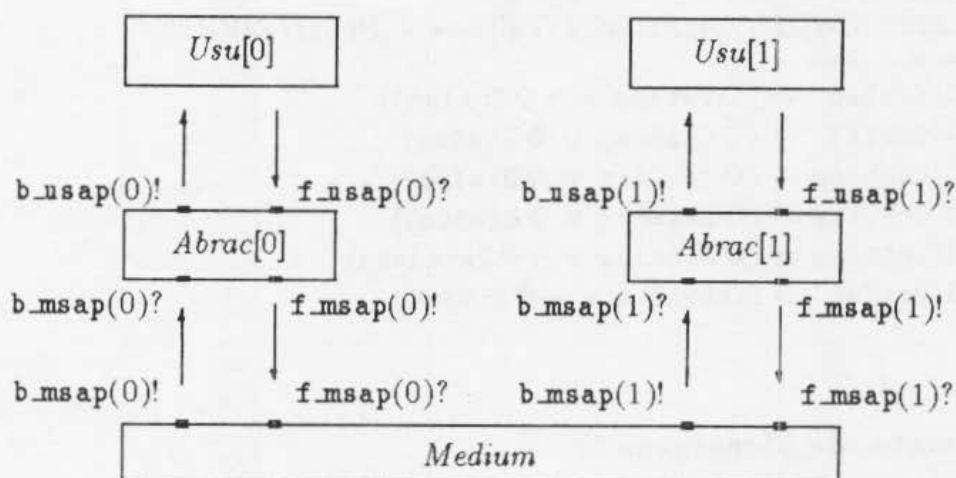 Usu[0] Usu[1]
b_usap(0)! f_usap(0)? b_usap(1)! f_usap(1)?
Abrac[0] Abrac[1]
b_msap(0)? f_msap(0)! b_msap(1)? f_msap(1)!
b_msap(0)! f_msap(0)? b_msap(1)! f_msap(1)?
Medium